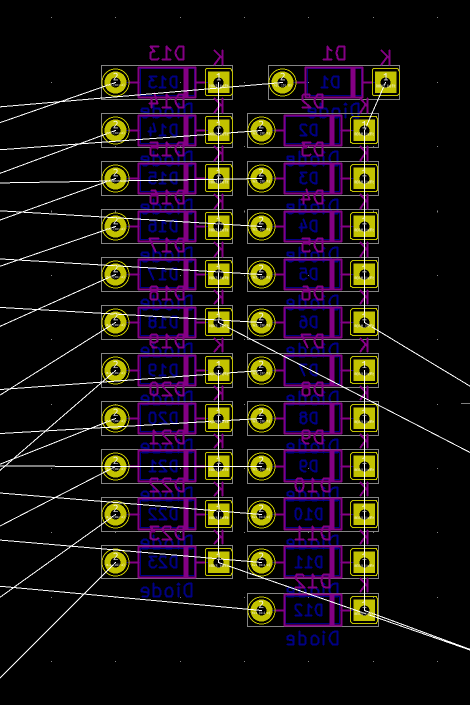 D13 D1
K K
D13 D1
D14 D2
D14 D2
D15 D3
D15 D3
D16 D4
D16 D4
D17 D5
D17 D5
D18 D6
D18 D6
D19 D7
K
D19
D20 D8
D20 D8
D21 D9
D21 D9
D22 D10
D22 D10
D23 D11
K
D23 D11
Diode D12
D12
Diode